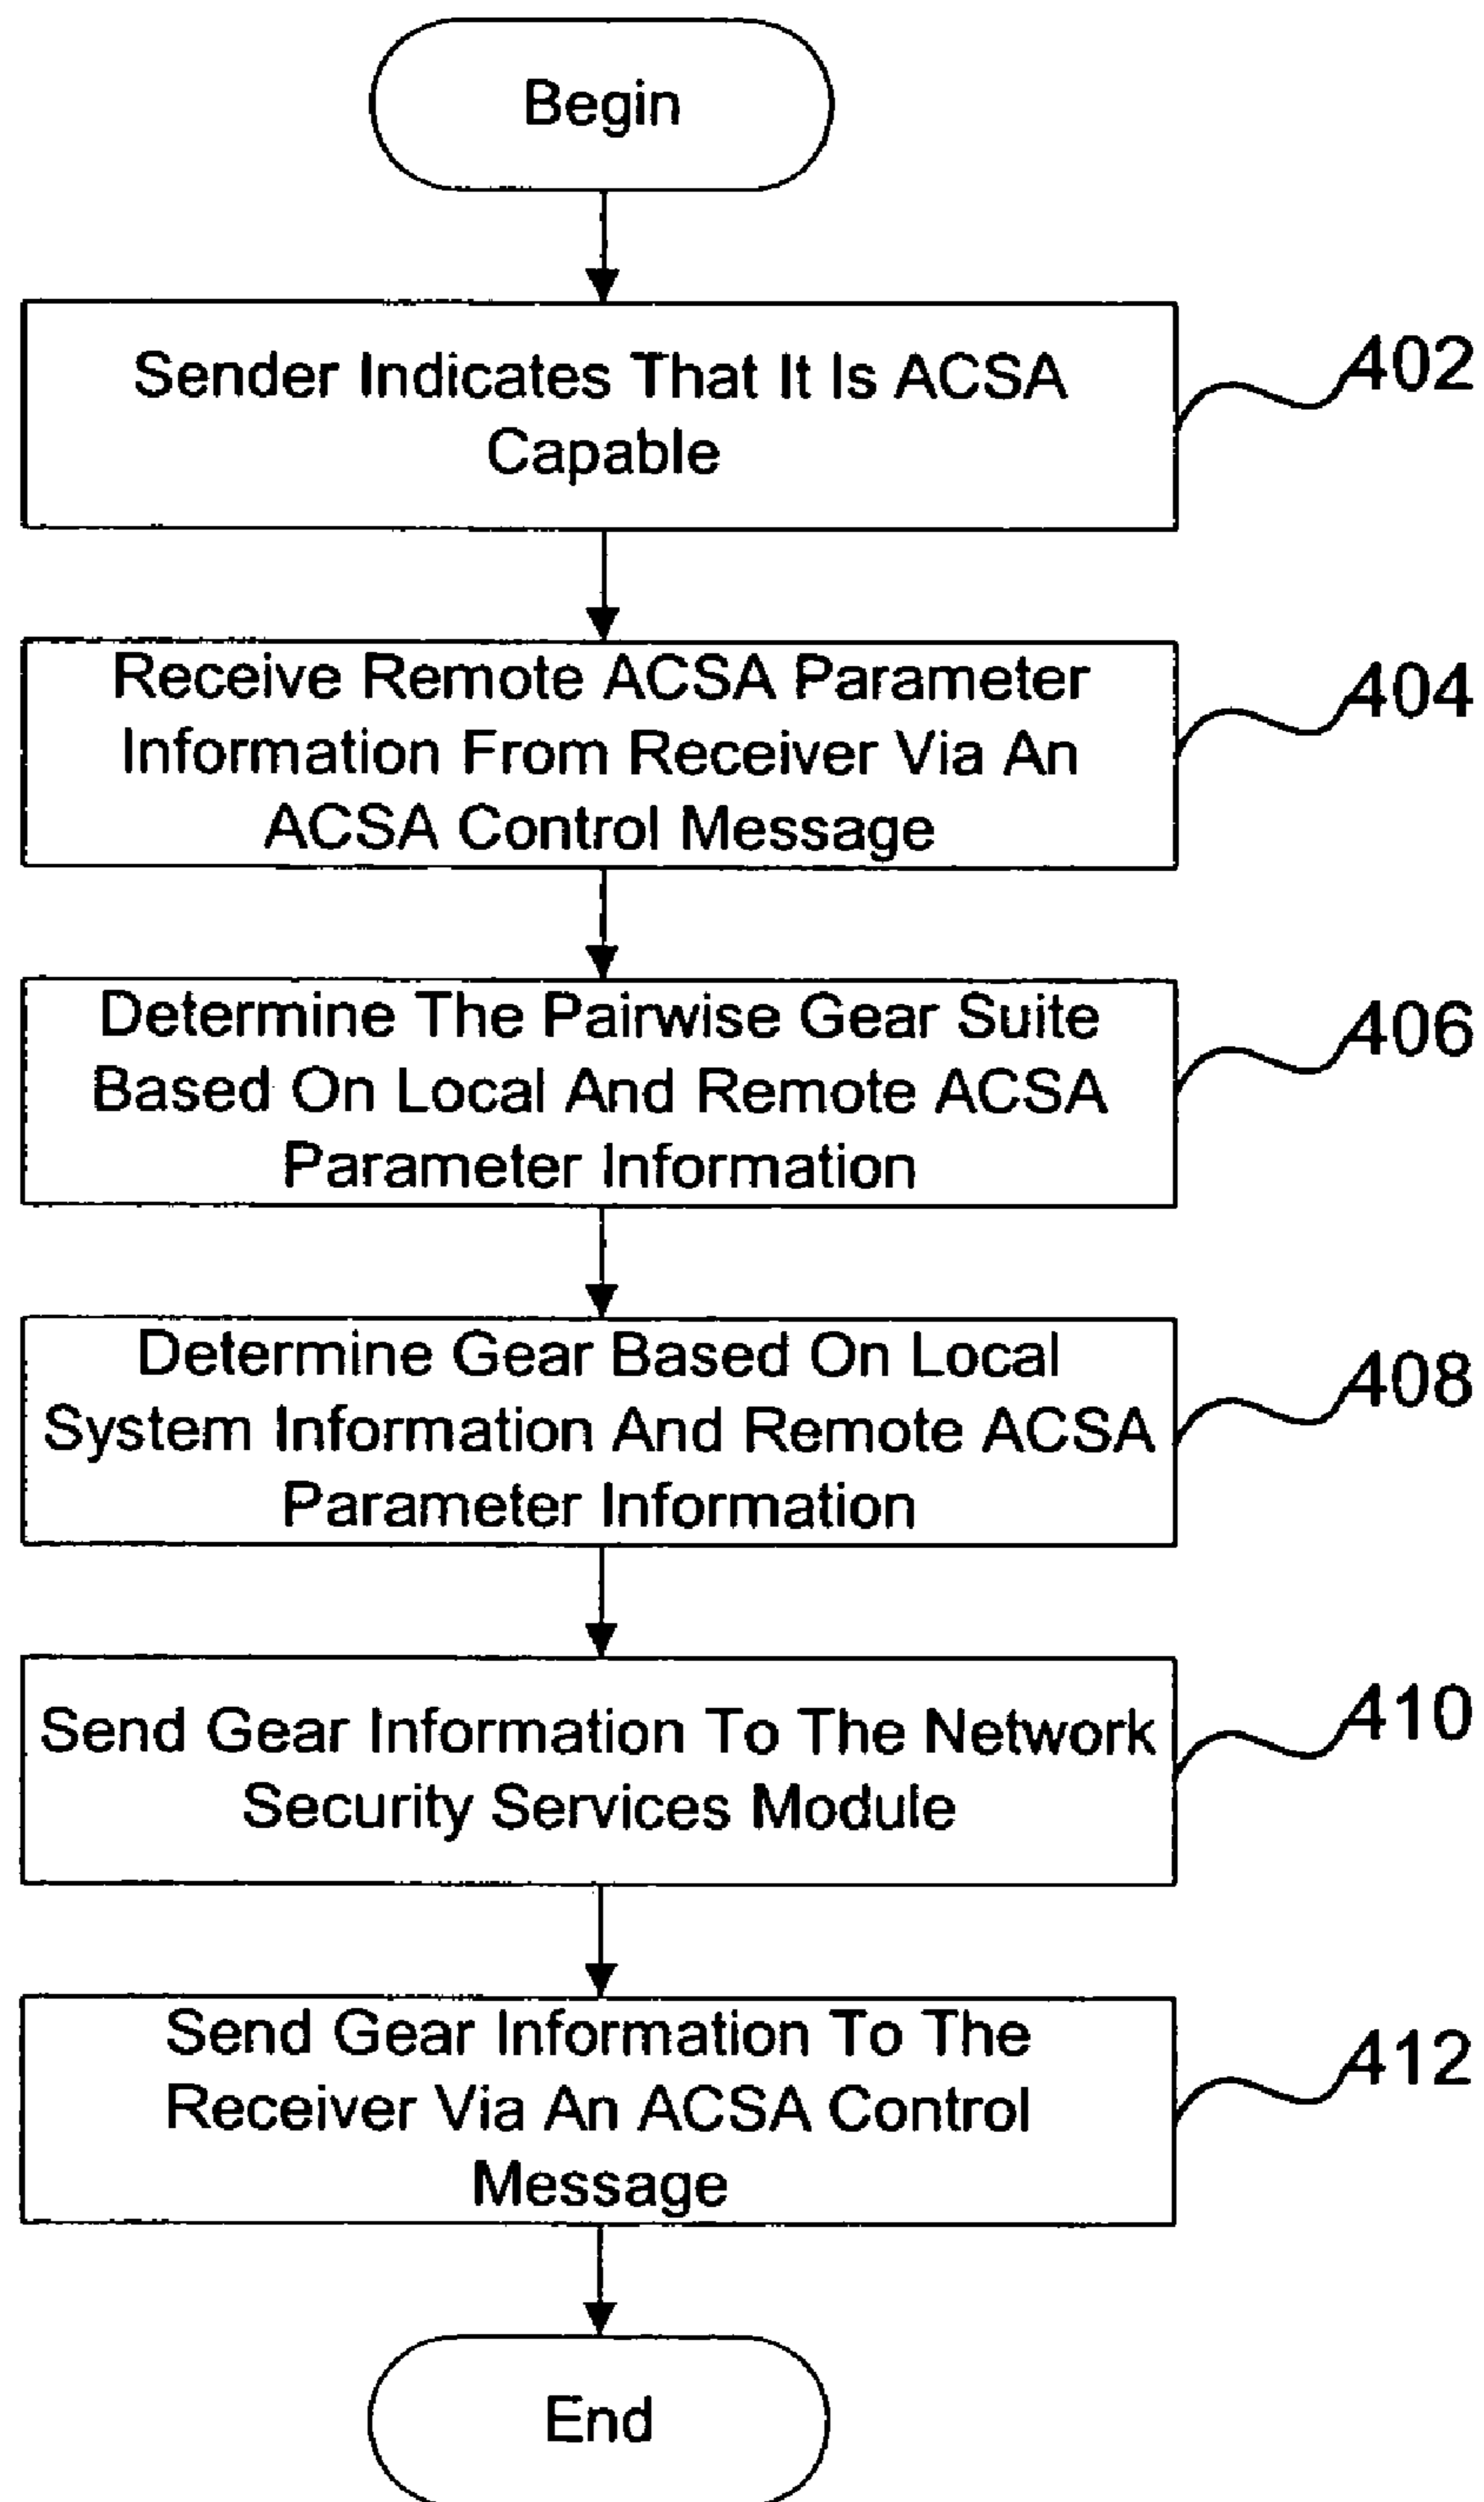 Begin
Sender Indicates That It Is ACSA
Capable
402
Receive Remote ACSA Parameter
Information From Receiver Via An
ACSA Control Message
404
Determine The Pairwise Gear Suite
Based On Local And Remote ACSA
Parameter Information
406
Determine Gear Based On Local
System Information And Remote ACSA
Parameter Information
408
Send Gear Information To The Network
Security Services Module
410
Send Gear Information To The
Receiver Via An ACSA Control
Message
412
End